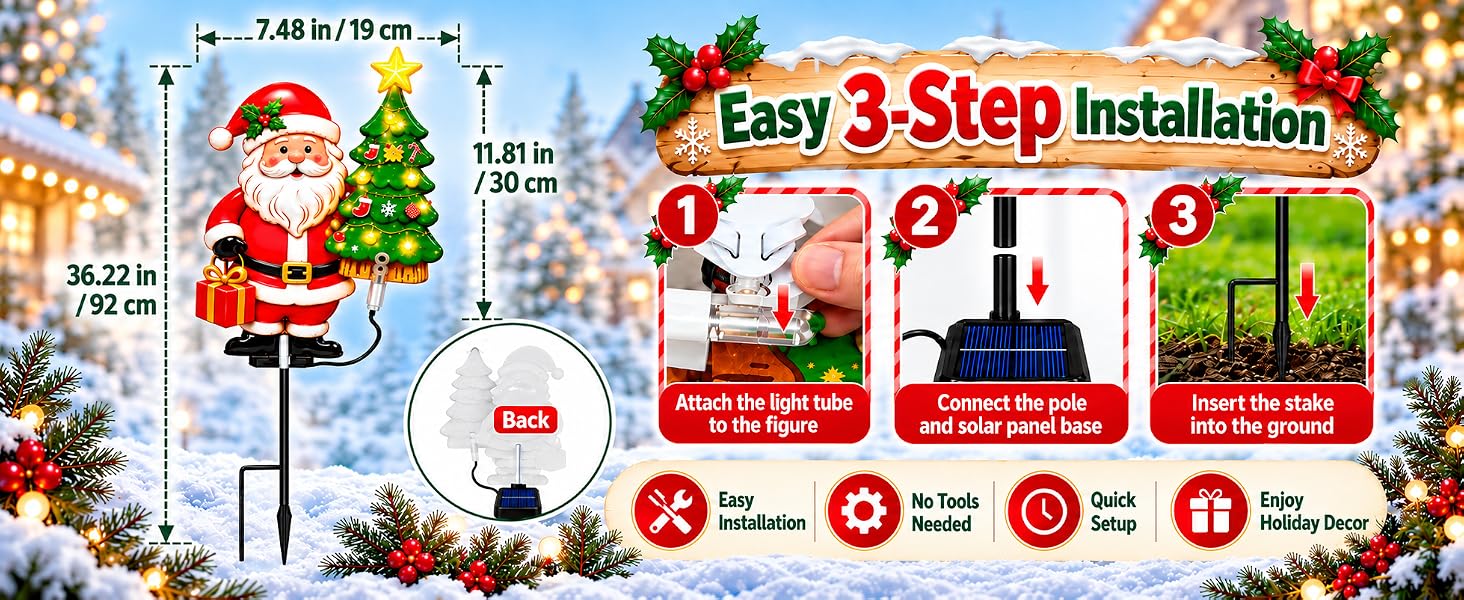 7.48 in / 19 cm
11.81 in
/ 30 cm
36.22 in
/ 92 cm
Back
Easy 3-Step Installation
1
Attach the light tube
to the figure
2
Connect the pole
and solar panel base
3
Insert the stake
into the ground
Easy
Installation
No Tools
Needed
Quick
Setup
Enjoy
Holiday Decor